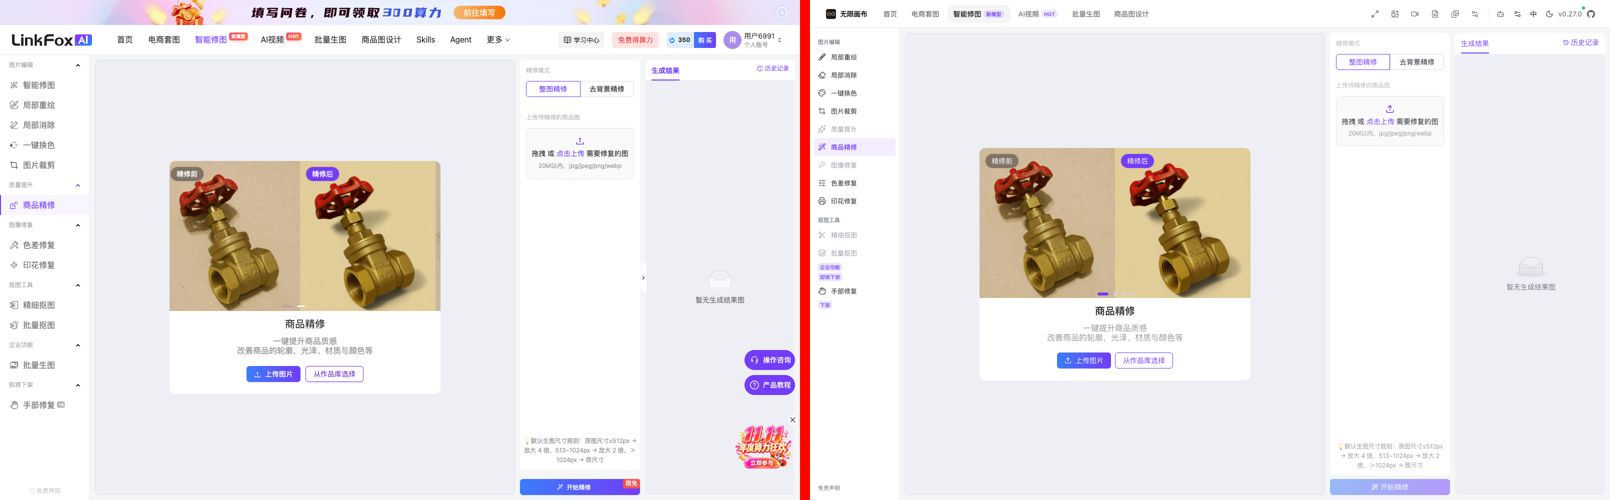 填写问卷，即可领取 300算力 前往填写
LinkFox AI 首页 电商套图 智能修图 新模型 AI视频 HOT 批量生图 商品图设计 Skills Agent 更多 学习中心 免费得算力 350 购买 用 用户6991
个人账号
图片编辑
智能修图
局部重绘
局部消除
一键换色
图片裁剪
质量提升
商品精修
图像修复
色差修复
印花修复
抠图工具
精细抠图
批量抠图
企业功能
批量生图
即将下架
手部修复
免责声明
精修前 精修后
商品精修
一键提升商品质感
改善商品的轮廓、光泽、材质与颜色等
上传图片 从作品库选择
精修模式
整图精修 去背景精修
上传待精修的商品图
拖拽 或 点击上传 需要修复的图
20M以内，jpg/jpeg/png/webp
💡默认生图尺寸规则：原图尺寸≤512px →
放大 4 倍，513~1024px → 放大 2 倍，＞
1024px → 原尺寸
开始精修 限免
生成结果 历史记录
暂无生成结果图
操作咨询
产品教程
11.11
立即参与
无限画布 首页 电商套图 智能修图 新模型 AI视频 HOT 批量生图 商品图设计 中 v0.27.0
图片编辑
局部重绘
局部消除
一键换色
图片裁剪
质量提升
商品精修
图像修复
色差修复
印花修复
抠图工具
精细抠图
批量抠图
企业功能
即将下架
手部修复
下架
免责声明
精修前 精修后
商品精修
一键提升商品质感
改善商品的轮廓、光泽、材质与颜色等
上传图片 从作品库选择
精修模式
整图精修 去背景精修
上传待精修的商品图
拖拽 或 点击上传 需要修复的图
20M以内，jpg/jpeg/png/webp
💡默认生图尺寸规则：原图尺寸≤512px
→ 放大 4 倍，513~1024px → 放大 2
倍，＞1024px → 原尺寸
开始精修
生成结果 历史记录
暂无生成结果图